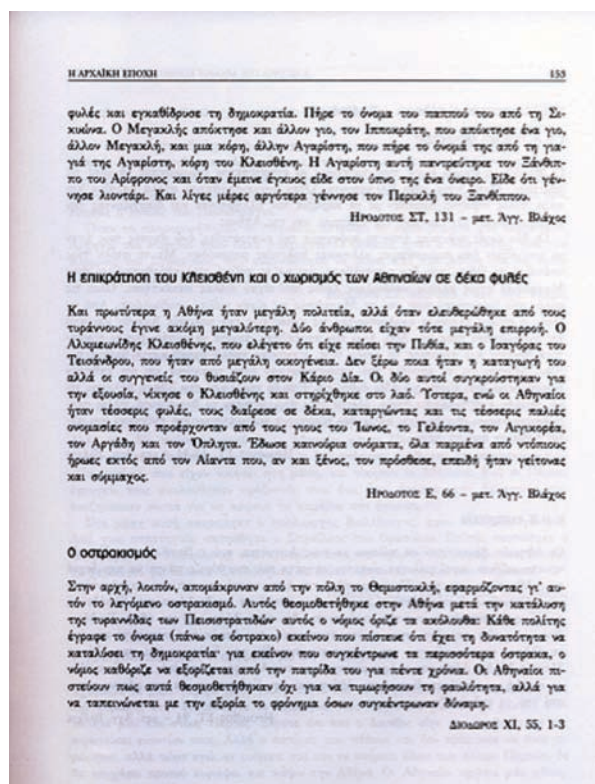 Η ΑΡΧΑΪΚΗ ΕΠΟΧΗ 155
φυλές και εγκαθίδρυσε τη δημοκρατία. Πήρε το όνομα του παππού του από τη Σι-
κυώνα. Ο Μεγακλής απόκτησε και άλλον γιο, τον Ιπποκράτη, που απόκτησε ένα γιο,
άλλον Μεγακλή, και μια κόρη, άλλην Αγαρίστη, που πήρε το όνομά της από τη για-
γιά της Αγαρίστη, κόρη του Κλεισθένη. Η Αγαρίστη αυτή παντρεύτηκε τον Ξάνθιπ-
πο του Αρίφρονος και όταν έμεινε έγκυος είδε στον ύπνο της ένα όνειρο. Είδε ότι γέν-
νησε λιοντάρι. Και λίγες μέρες αργότερα γέννησε τον Περικλή του Ξανθίππου.
ΗΡΟΔΟΤΟΣ ΣΤ, 131 – μετ. Άγγ. Βλάχος
Η επικράτηση του Κλεισθένη και ο χωρισμός των Αθηναίων σε δέκα φυλές
Και πρωτύτερα η Αθήνα ήταν μεγάλη πολιτεία, αλλά όταν ελευθερώθηκε από τους
τυράννους έγινε ακόμη μεγαλύτερη. Δύο άνθρωποι είχαν τότε μεγάλη επιρροή. Ο
Αλκμεωνίδης Κλεισθένης, που ελέγετο ότι είχε πείσει την Πυθία, και ο Ισαγόρας του
Τεισάνδρου, που ήταν από μεγάλη οικογένεια. Δεν ξέρω ποια ήταν η καταγωγή του
αλλά οι συγγενείς του θυσιάζουν στον Κάριο Δία. Οι δύο αυτοί συγκρούστηκαν για
την εξουσία, νίκησε ο Κλεισθένης και στηρίχθηκε στο λαό. Ύστερα, ενώ οι Αθηναίοι
ήταν τέσσερις φυλές, τους διαίρεσε σε δέκα, καταργώντας και τις τέσσερις παλιές
ονομασίες που προέρχονταν από τους γιους του Ίωνος, το Γελέοντα, τον Αιγικορέα,
τον Αργάδη και τον Όπλητα. Έδωσε καινούρια ονόματα, όλα παρμένα από ντόπιους
ήρωες εκτός από τον Αίαντα που, αν και ξένος, τον πρόσθεσε, επειδή ήταν γείτονας
και σύμμαχος.
ΗΡΟΔΟΤΟΣ Ε, 66 – μετ. Άγγ. Βλάχος
Ο οστρακισμός
Στην αρχή, λοιπόν, απομάκρυναν από την πόλη το Θεμιστοκλή, εφαρμόζοντας γι' αυ-
τόν το λεγόμενο οστρακισμό. Αυτός θεσμοθετήθηκε στην Αθήνα μετά την κατάλυση
της τυραννίδας των Πεισιστρατιδών· αυτός ο νόμος όριζε τα ακόλουθα: Κάθε πολίτης
έγραφε το όνομα (πάνω σε όστρακο) εκείνου που πίστευε ότι έχει τη δυνατότητα να
καταλύσει τη δημοκρατία· για εκείνον που συγκέντρωνε τα περισσότερα όστρακα, ο
νόμος καθόριζε να εξορίζεται από την πατρίδα του για πέντε χρόνια. Οι Αθηναίοι πι-
στεύουν πως αυτά θεσμοθετήθηκαν όχι για να τιμωρήσουν τη φαυλότητα, αλλά για
να ταπεινώνεται με την εξορία το φρόνημα όσων συγκέντρωναν δύναμη.
ΔΙΟΔΩΡΟΣ ΧΙ, 55, 1-3